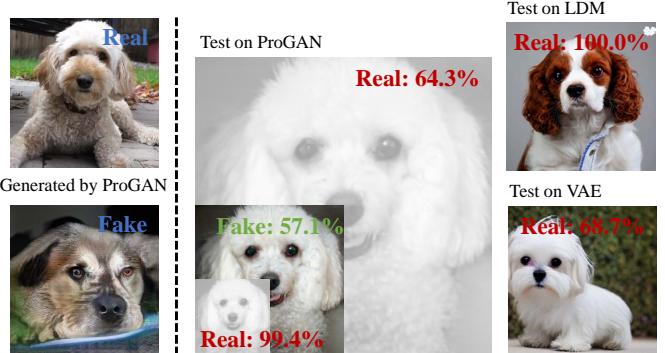 Real
Generated by ProGAN
Fake
Test on ProGAN
Real: 64.3%
Fake: 57.1%
Real: 99.4%
Test on LDM
Real: 100.0%
Test on VAE
Real: 68.7%